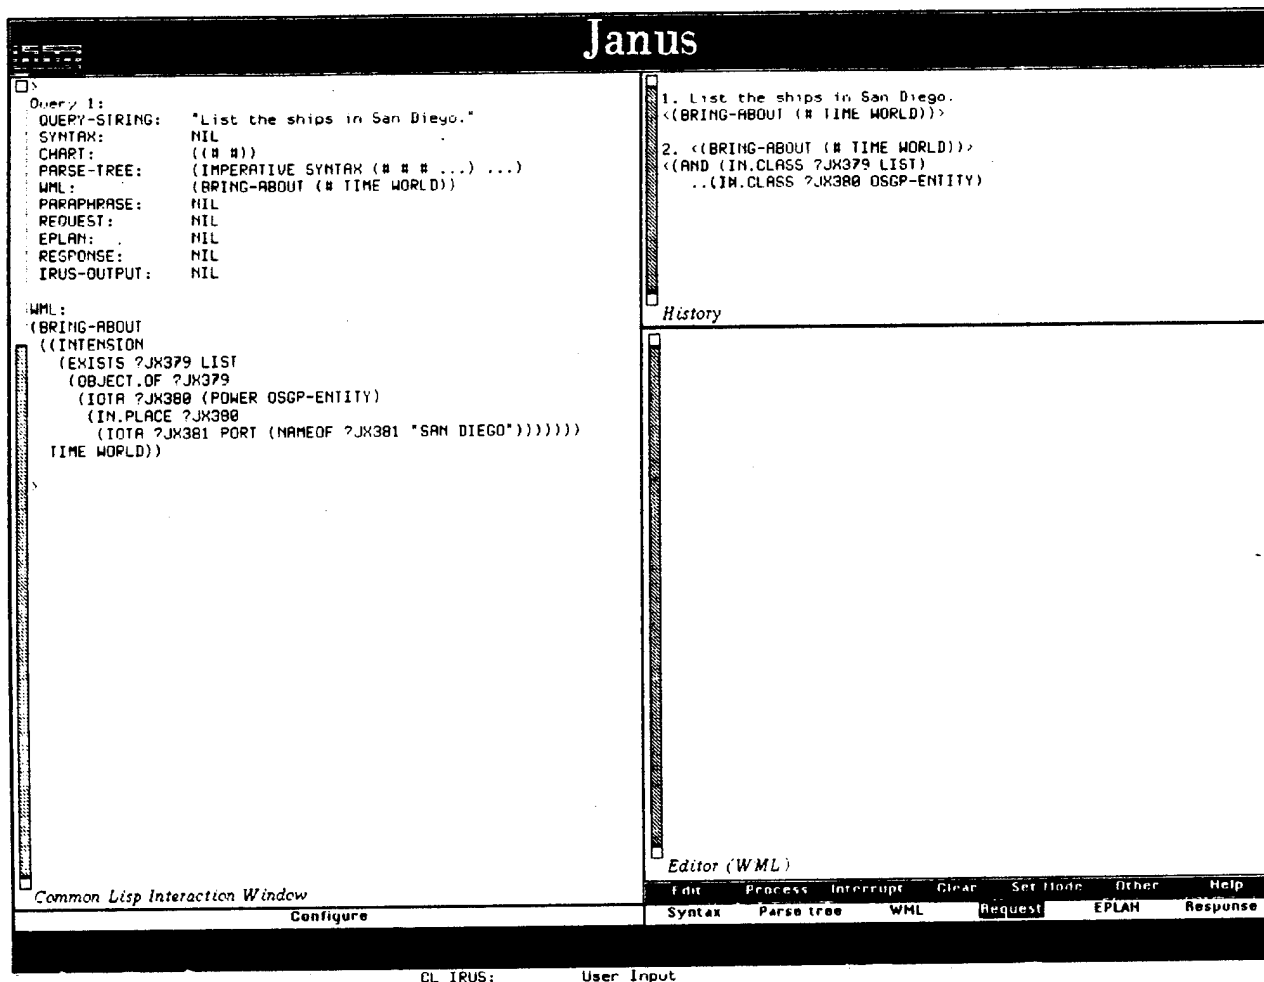 Janus
>
Query 1:
QUERY-STRING: "List the ships in San Diego."
SYNTAX: NIL
CHART: ((# #))
PARSE-TREE: (IMPERATIVE SYNTAX (# # # ...) ...)
WML: (BRING-ABOUT (# TIME WORLD))
PARAPHRASE: NIL
REQUEST: NIL
EPLAN: NIL
RESPONSE: NIL
IRUS-OUTPUT: NIL
WML:
(BRING-ABOUT
((INTENSION
(EXISTS ?JX379 LIST
(OBJECT.OF ?JX379
(IOTA ?JX380 (POWER OSGP-ENTITY)
(IN.PLACE ?JX380
(IOTA ?JX381 PORT (NAMEOF ?JX381 "SAN DIEGO")))))))
TIME WORLD))
>
Common Lisp Interaction Window
Configure
1. List the ships in San Diego.
<(BRING-ABOUT (# TIME WORLD))>
2. <(BRING-ABOUT (# TIME WORLD))>
<(AND (IN.CLASS ?JX379 LIST)
..(IN.CLASS ?JX380 OSGP-ENTITY)
History
Editor (WML)
Edit Process Interrupt Clear Set Mode Other Help
Syntax Parse tree WML Request EPLAN Response
CL IRUS: User Input